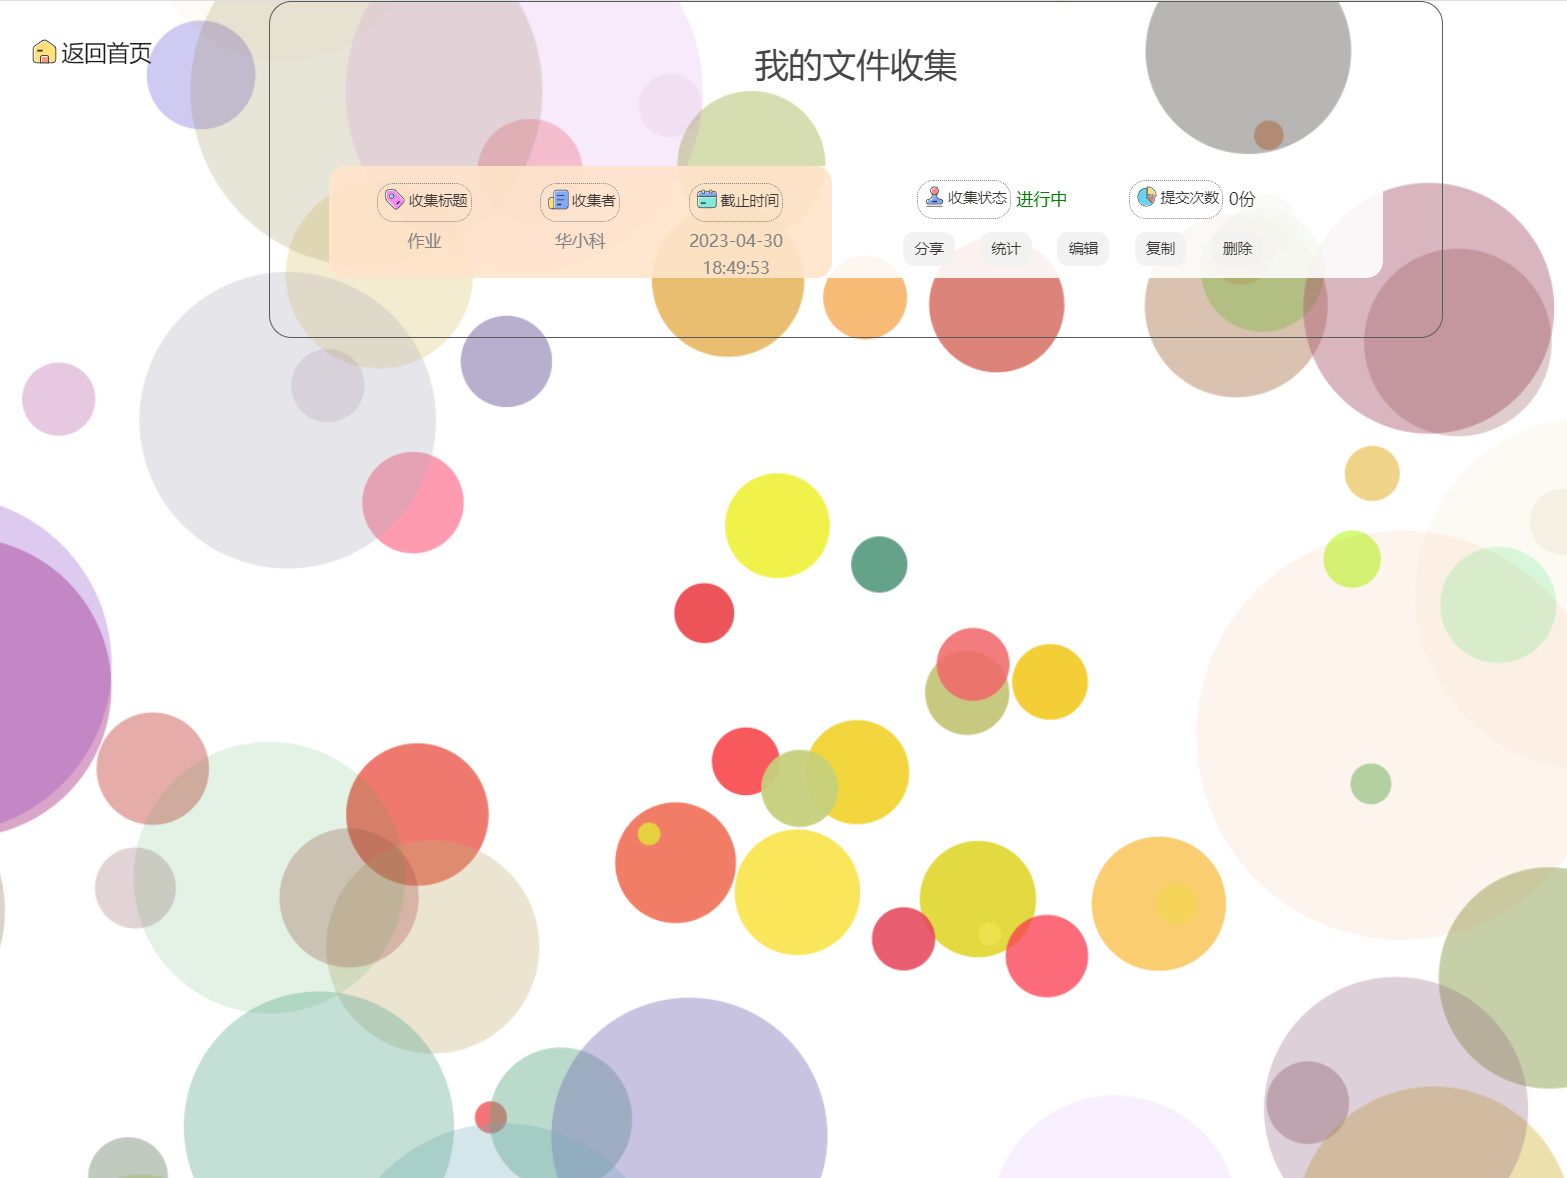 返回首页
我的文件收集
收集标题 收集者 截止时间
作业 华小科 2023-04-30
18:49:53
收集状态 进行中 提交次数 0份
分享 统计 编辑 复制 删除